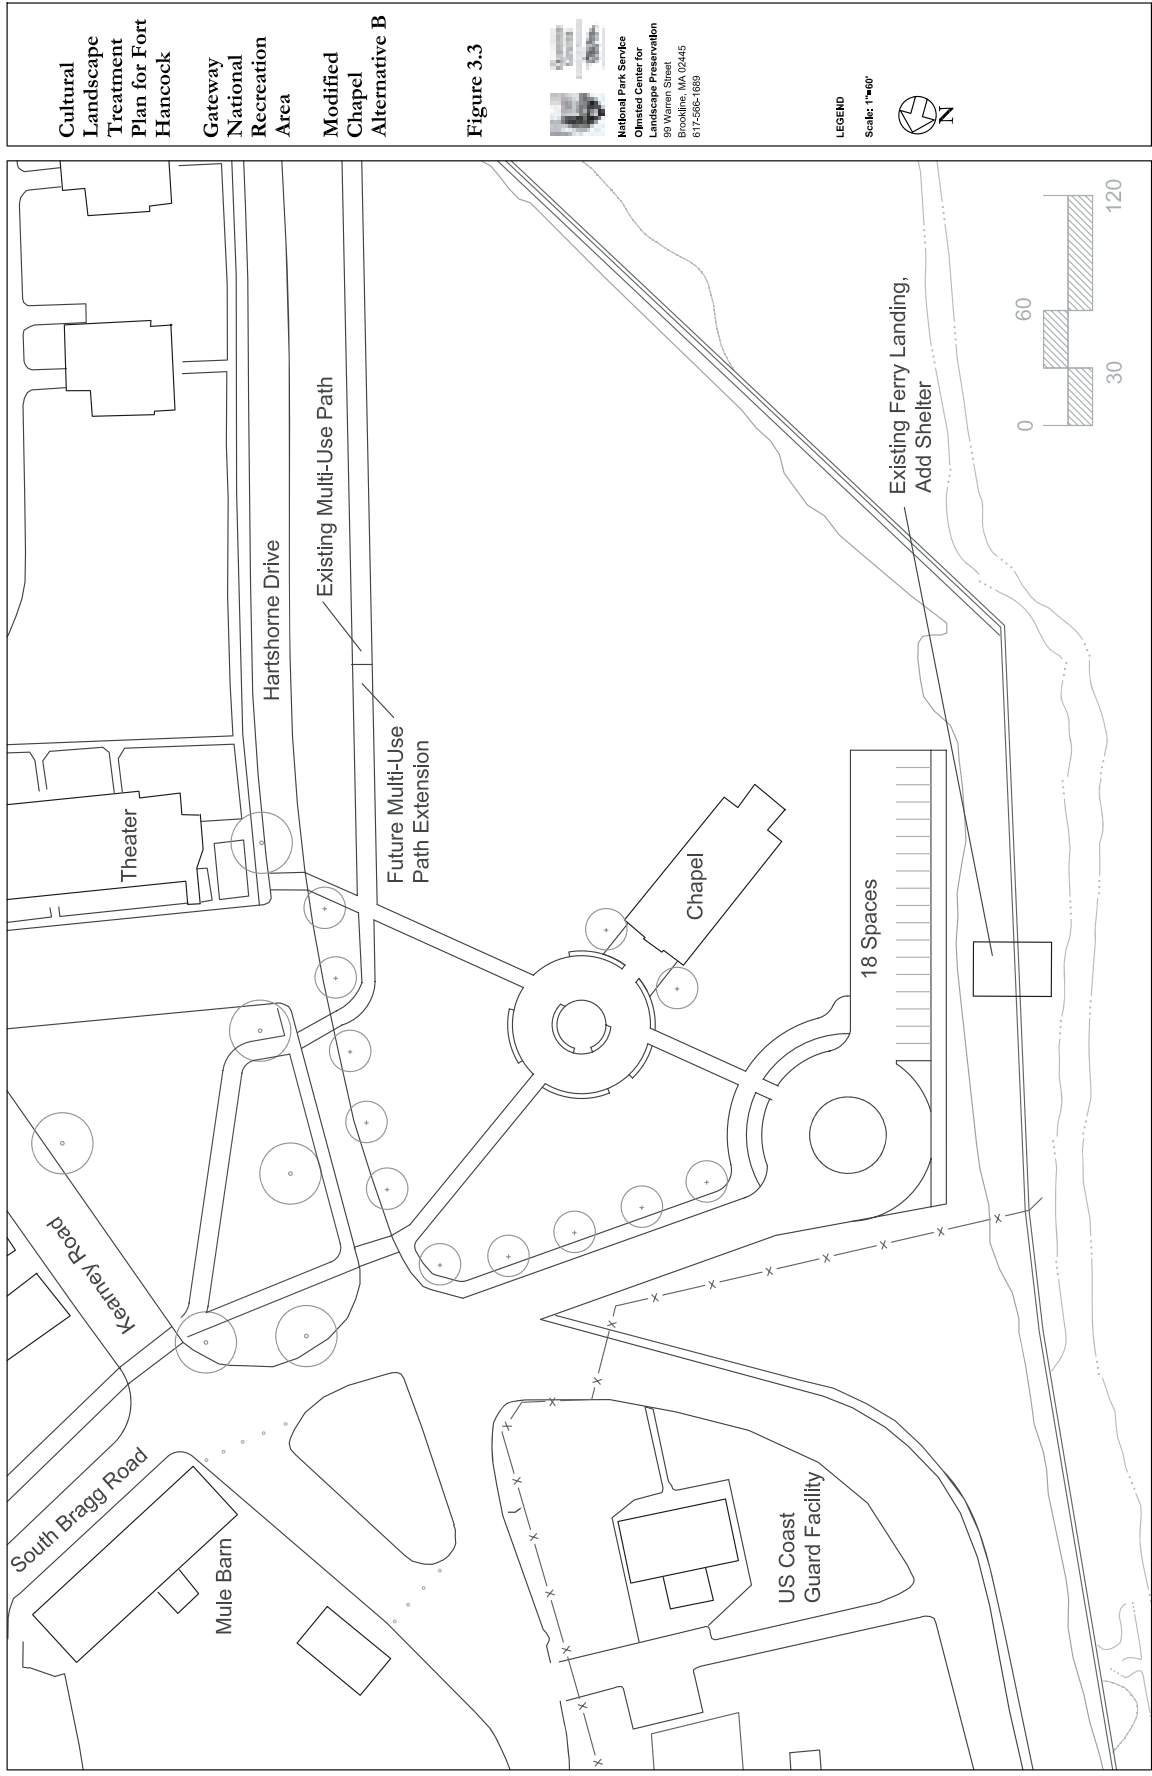 Cultural
Landscape
Treatment
Plan for Fort
Hancock
Gateway
National
Recreation
Area
Modified
Chapel
Alternative B
Figure 3.3
National Park Service
Olmsted Center for
Landscape Preservation
99 Warren Street
Brookline, MA 02445
617-566-1689
LEGEND
Scale: 1"=60'
N
Theater
Hartshorne Drive
Existing Multi-Use Path
Future Multi-Use
Path Extension
Kearney Road
South Bragg Road
Mule Barn
Chapel
18 Spaces
US Coast
Guard Facility
Existing Ferry Landing,
Add Shelter
0
30
60
120